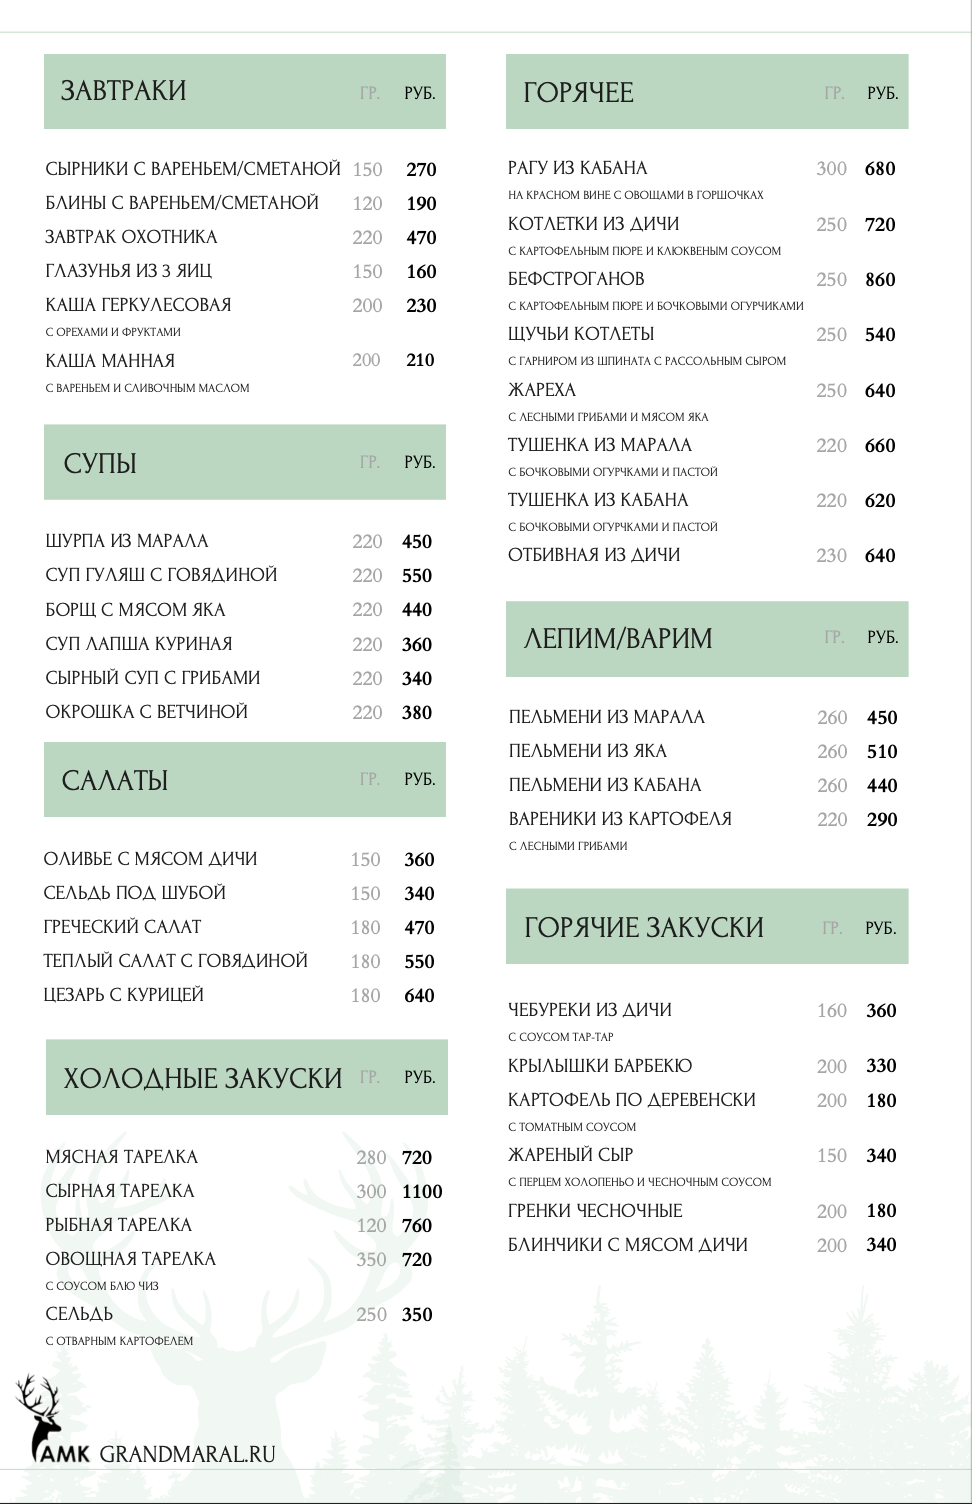 ЗАВТРАКИ ГР. РУБ.
СЫРНИКИ С ВАРЕНЬЕМ/СМЕТАНОЙ 150 270
БЛИНЫ С ВАРЕНЬЕМ/СМЕТАНОЙ 120 190
ЗАВТРАК ОХОТНИКА 220 470
ГЛАЗУНЬЯ ИЗ 3 ЯИЦ 150 160
КАША ГЕРКУЛЕСОВАЯ 200 230
С ОРЕХАМИ И ФРУКТАМИ
КАША МАННАЯ 200 210
С ВАРЕНЬЕМ И СЛИВОЧНЫМ МАСЛОМ
СУПЫ ГР. РУБ.
ШУРПА ИЗ МАРАЛА 220 450
СУП ГУЛЯШ С ГОВЯДИНОЙ 220 550
БОРЩ С МЯСОМ ЯКА 220 440
СУП ЛАПША КУРИНАЯ 220 360
СЫРНЫЙ СУП С ГРИБАМИ 220 340
ОКРОШКА С ВЕТЧИНОЙ 220 380
САЛАТЫ ГР. РУБ.
ОЛИВЬЕ С МЯСОМ ДИЧИ 150 360
СЕЛЬДЬ ПОД ШУБОЙ 150 340
ГРЕЧЕСКИЙ САЛАТ 180 470
ТЕПЛЫЙ САЛАТ С ГОВЯДИНОЙ 180 550
ЦЕЗАРЬ С КУРИЦЕЙ 180 640
ХОЛОДНЫЕ ЗАКУСКИ ГР. РУБ.
МЯСНАЯ ТАРЕЛКА 280 720
СЫРНАЯ ТАРЕЛКА 300 1100
РЫБНАЯ ТАРЕЛКА 120 760
ОВОЩНАЯ ТАРЕЛКА 350 720
С СОУСОМ БЛЮ ЧИЗ
СЕЛЬДЬ 250 350
С ОТВАРНЫМ КАРТОФЕЛЕМ
АМК GRANDMARAL.RU
ГОРЯЧЕЕ ГР. РУБ.
РАГУ ИЗ КАБАНА 300 680
НА КРАСНОМ ВИНЕ С ОВОЩАМИ В ГОРШОЧКАХ
КОТЛЕТКИ ИЗ ДИЧИ 250 720
С КАРТОФЕЛЬНЫМ ПЮРЕ И КЛЮКВЕНЫМ СОУСОМ
БЕФСТРОГАНОВ 250 860
С КАРТОФЕЛЬНЫМ ПЮРЕ И БОЧКОВЫМИ ОГУРЧИКАМИ
ЩУЧЬИ КОТЛЕТЫ 250 540
С ГАРНИРОМ ИЗ ШПИНАТА С РАССОЛЬНЫМ СЫРОМ
ЖАРЕХА 250 640
С ЛЕСНЫМИ ГРИБАМИ И МЯСОМ ЯКА
ТУШЕНКА ИЗ МАРАЛА 220 660
С БОЧКОВЫМИ ОГУРЧКАМИ И ПАСТОЙ
ТУШЕНКА ИЗ КАБАНА 220 620
С БОЧКОВЫМИ ОГУРЧКАМИ И ПАСТОЙ
ОТБИВНАЯ ИЗ ДИЧИ 230 640
ЛЕПИМ/ВАРИМ ГР. РУБ.
ПЕЛЬМЕНИ ИЗ МАРАЛА 260 450
ПЕЛЬМЕНИ ИЗ ЯКА 260 510
ПЕЛЬМЕНИ ИЗ КАБАНА 260 440
ВАРЕНИКИ ИЗ КАРТОФЕЛЯ 220 290
С ЛЕСНЫМИ ГРИБАМИ
ГОРЯЧИЕ ЗАКУСКИ ГР. РУБ.
ЧЕБУРЕКИ ИЗ ДИЧИ 160 360
С СОУСОМ ТАР-ТАР
КРЫЛЫШКИ БАРБЕКЮ 200 330
КАРТОФЕЛЬ ПО ДЕРЕВЕНСКИ 200 180
С ТОМАТНЫМ СОУСОМ
ЖАРЕНЫЙ СЫР 150 340
С ПЕРЦЕМ ХОЛОПЕНЬО И ЧЕСНОЧНЫМ СОУСОМ
ГРЕНКИ ЧЕСНОЧНЫЕ 200 180
БЛИНЧИКИ С МЯСОМ ДИЧИ 200 340